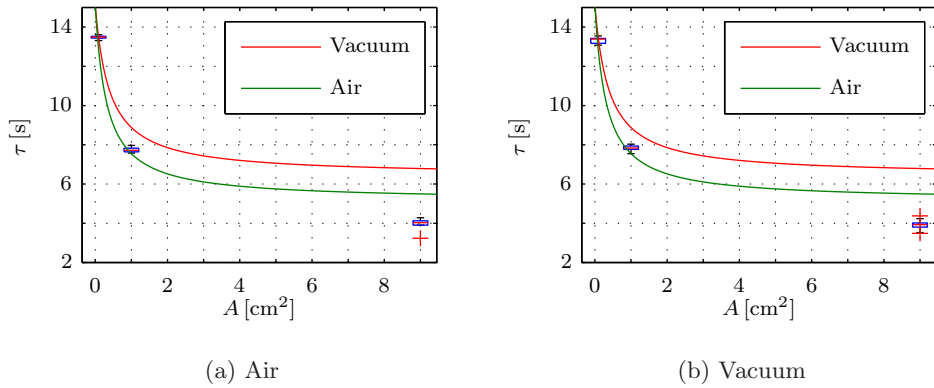 14
10
6
2
τ [s]
Vacuum
Air
0 2 4 6 8
A [cm²]
(a) Air
14
10
6
2
τ [s]
Vacuum
Air
0 2 4 6 8
A [cm²]
(b) Vacuum